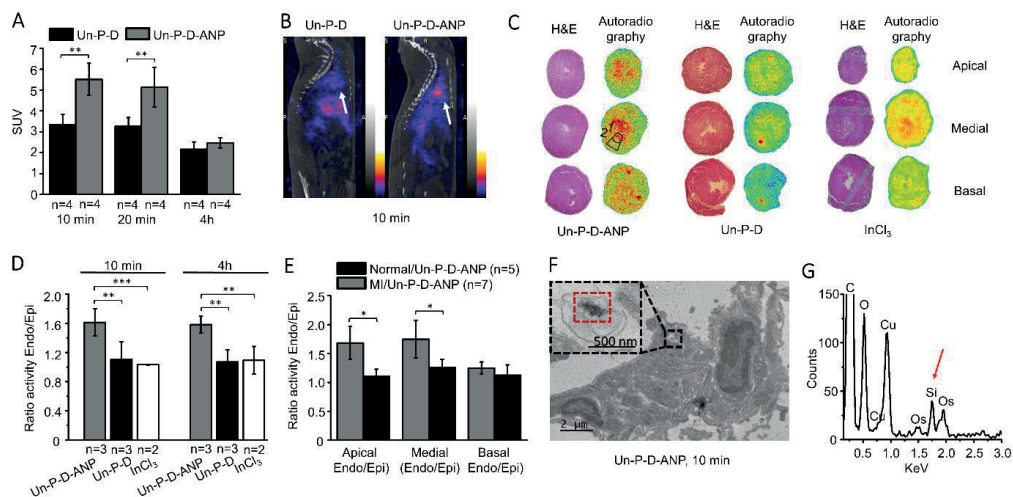 A
Un-P-D
Un-P-D-ANP
SUV
7
6
5
4
3
2
1
0
**
**
n=4 n=4 n=4 n=4 n=4 n=4
10 min 20 min 4h
B
Un-P-D Un-P-D-ANP
10 min
C
H&E Autoradio graphy H&E Autoradio graphy H&E Autoradio graphy
Apical
Medial
Basal
1
2
Un-P-D-ANP Un-P-D InCl3
D
10 min 4h
Ratio activity Endo/Epi
2.0
1.6
1.2
0.8
0.4
0.0
***
**
**
**
n=3 n=3 n=2 n=3 n=3 n=2
Un-P-D-ANP Un-P-D InCl3 Un-P-D-ANP Un-P-D InCl3
E
Normal/Un-P-D-ANP (n=5)
MI/Un-P-D-ANP (n=7)
Ratio activity Endo/Epi
2.0
1.6
1.2
0.8
0.4
0
*
*
Apical Medial Basal
Endo/Epi) (Endo/Epi) Endo/Epi)
F
500 nm
2 µm
Un-P-D-ANP, 10 min
G
Counts
150
100
50
0
C
O
Cu
Cu
Os
Si
Os
0.5 1.0 1.5 2.0 2.5 3.0
KeV